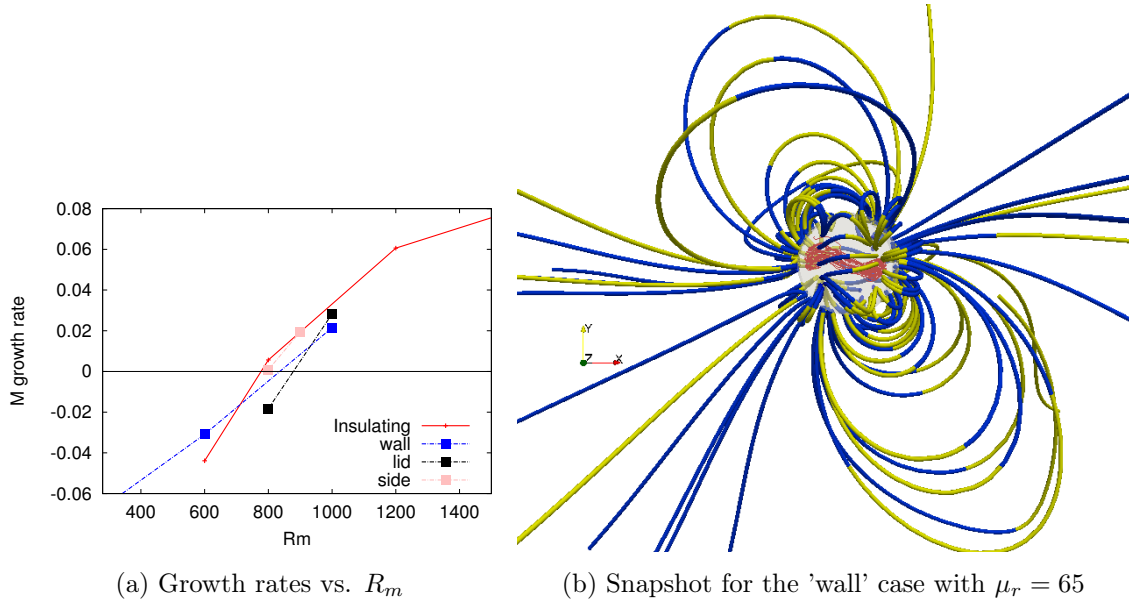 0.08
0.06
0.04
0.02
0
-0.02
-0.04
-0.06
M growth rate
Insulating
wall
lid
side
400 600 800 1000 1200 1400
Rm
Y
Z
X
(a) Growth rates vs. $R_m$
(b) Snapshot for the 'wall' case with $\mu_r = 65$